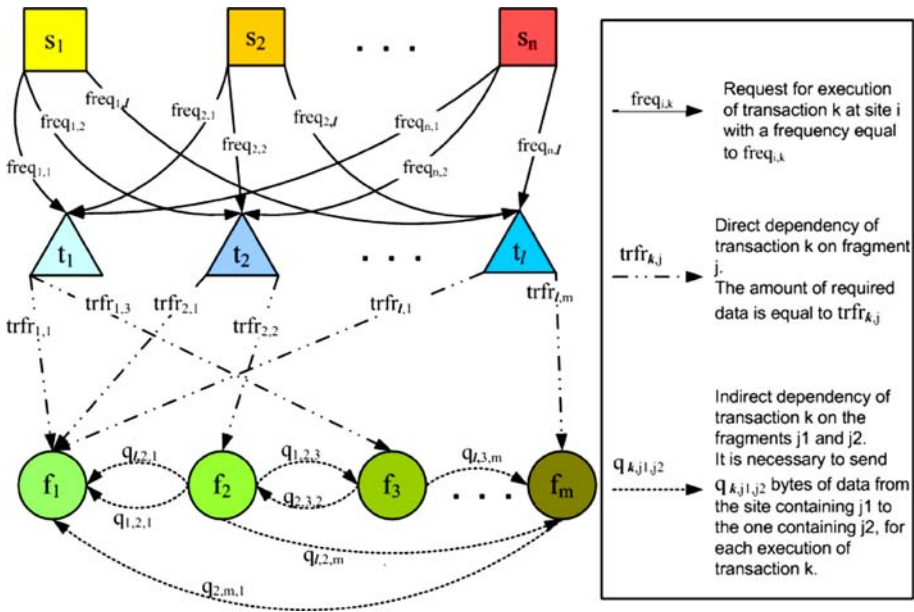 s1 s2 . . . sn
freq1,1
freq1,2
freq1,l
freq2,1
freq2,2
freq2,l
freqn,1
freqn,2
freqn,l
t1 t2 . . . tl
trfr1,1
trfr1,3
trfr2,1
trfr2,2
trfrl,1
trfrl,m
f1 f2 f3 . . . fm
ql,2,1
q1,2,1
q1,2,3
q2,3,2
ql,3,m
ql,2,m
q2,m,1
freqi,k
Request for execution
of transaction k at site i
with a frequency equal
to freqi,k
trfrk,j
Direct dependency of
transaction k on fragment
j.
The amount of required
data is equal to trfrk,j
qk,j1,j2
Indirect dependency of
transaction k on the
fragments j1 and j2.
It is necessary to send
qk,j1,j2 bytes of data from
the site containing j1 to
the one containing j2, for
each execution of
transaction k.